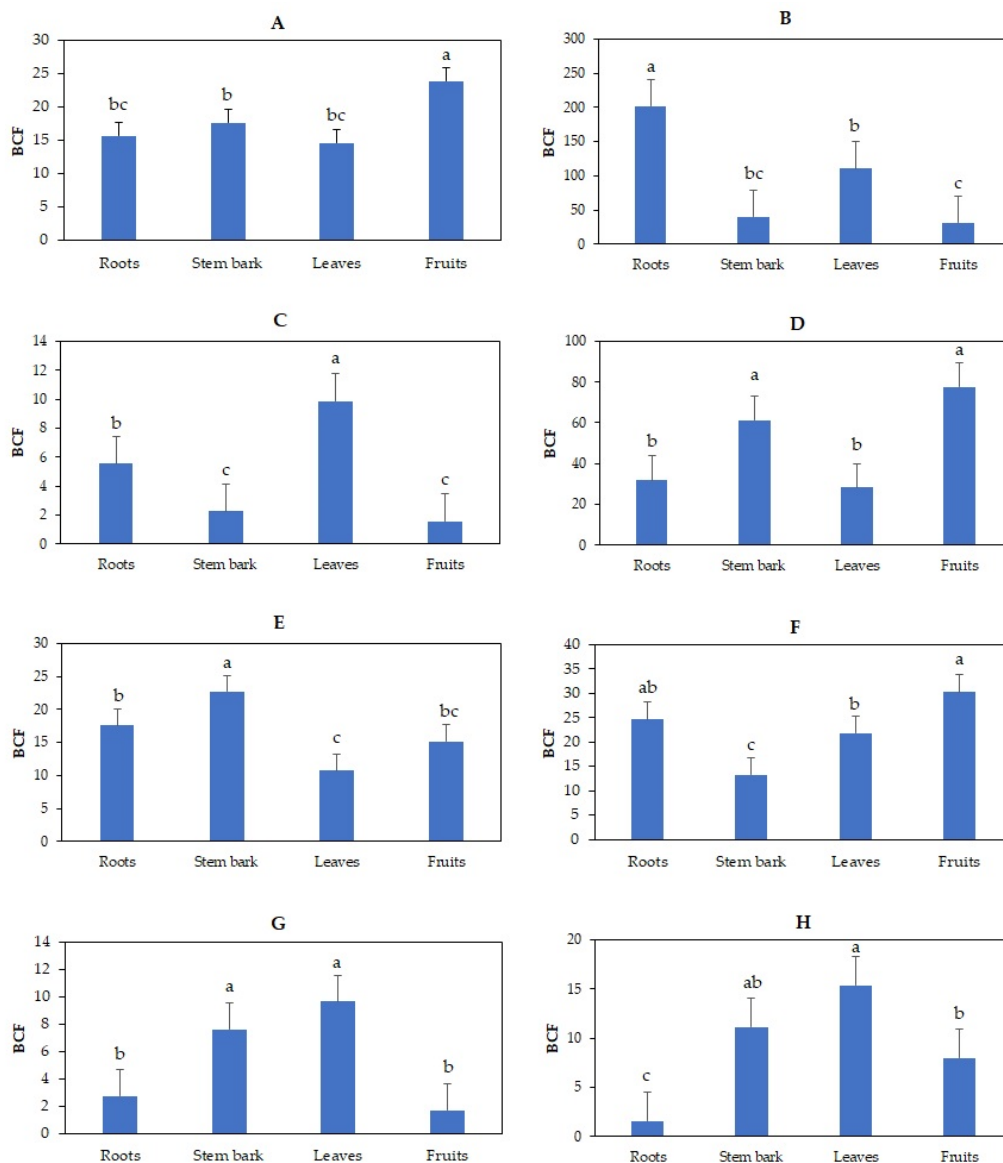 A
30
25
20
15
10
5
0
BCF
bc
b
bc
a
Roots
Stem bark
Leaves
Fruits
B
300
250
200
150
100
50
0
BCF
a
bc
b
c
Roots
Stem bark
Leaves
Fruits
C
14
12
10
8
6
4
2
0
BCF
b
c
a
c
Roots
Stem bark
Leaves
Fruits
D
100
80
60
40
20
0
BCF
b
a
b
a
Roots
Stem bark
Leaves
Fruits
E
30
25
20
15
10
5
0
BCF
b
a
c
bc
Roots
Stem bark
Leaves
Fruits
F
40
35
30
25
20
15
10
5
0
BCF
ab
c
b
a
Roots
Stem bark
Leaves
Fruits
G
14
12
10
8
6
4
2
0
BCF
b
a
a
b
Roots
Stem bark
Leaves
Fruits
H
20
15
10
5
0
BCF
c
ab
a
b
Roots
Stem bark
Leaves
Fruits